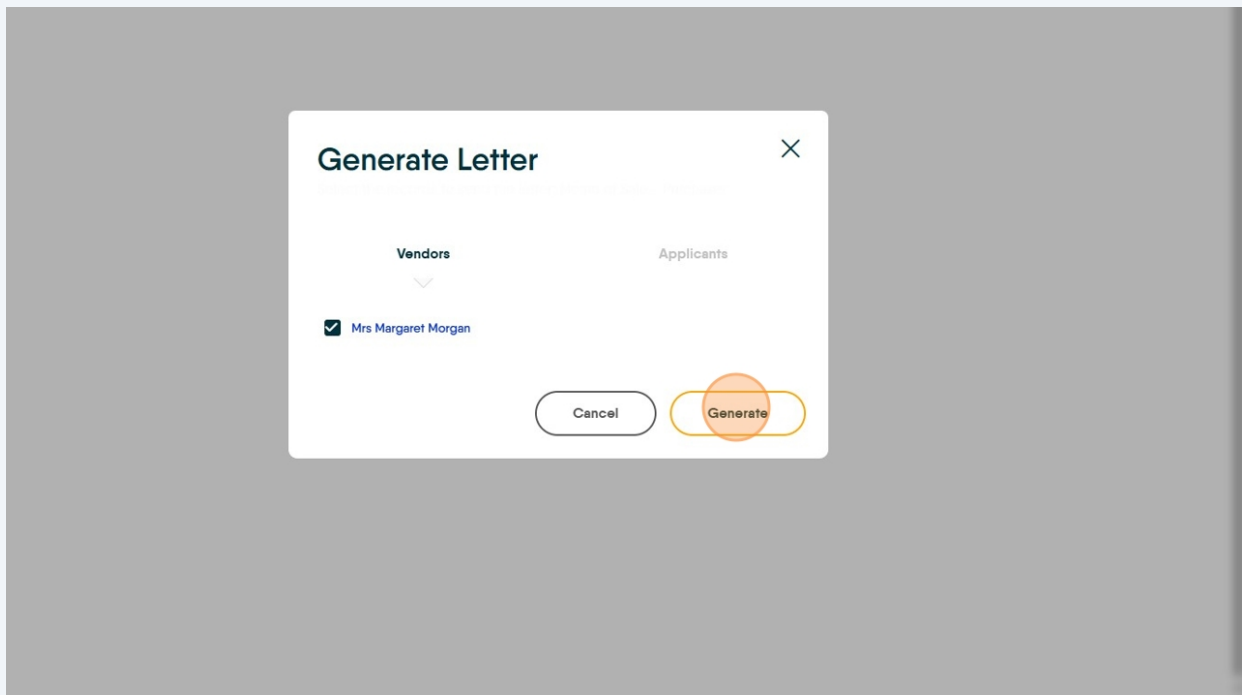 Generate Letter
Vendors
Applicants
Mrs Margaret Morgan
Cancel
Generate